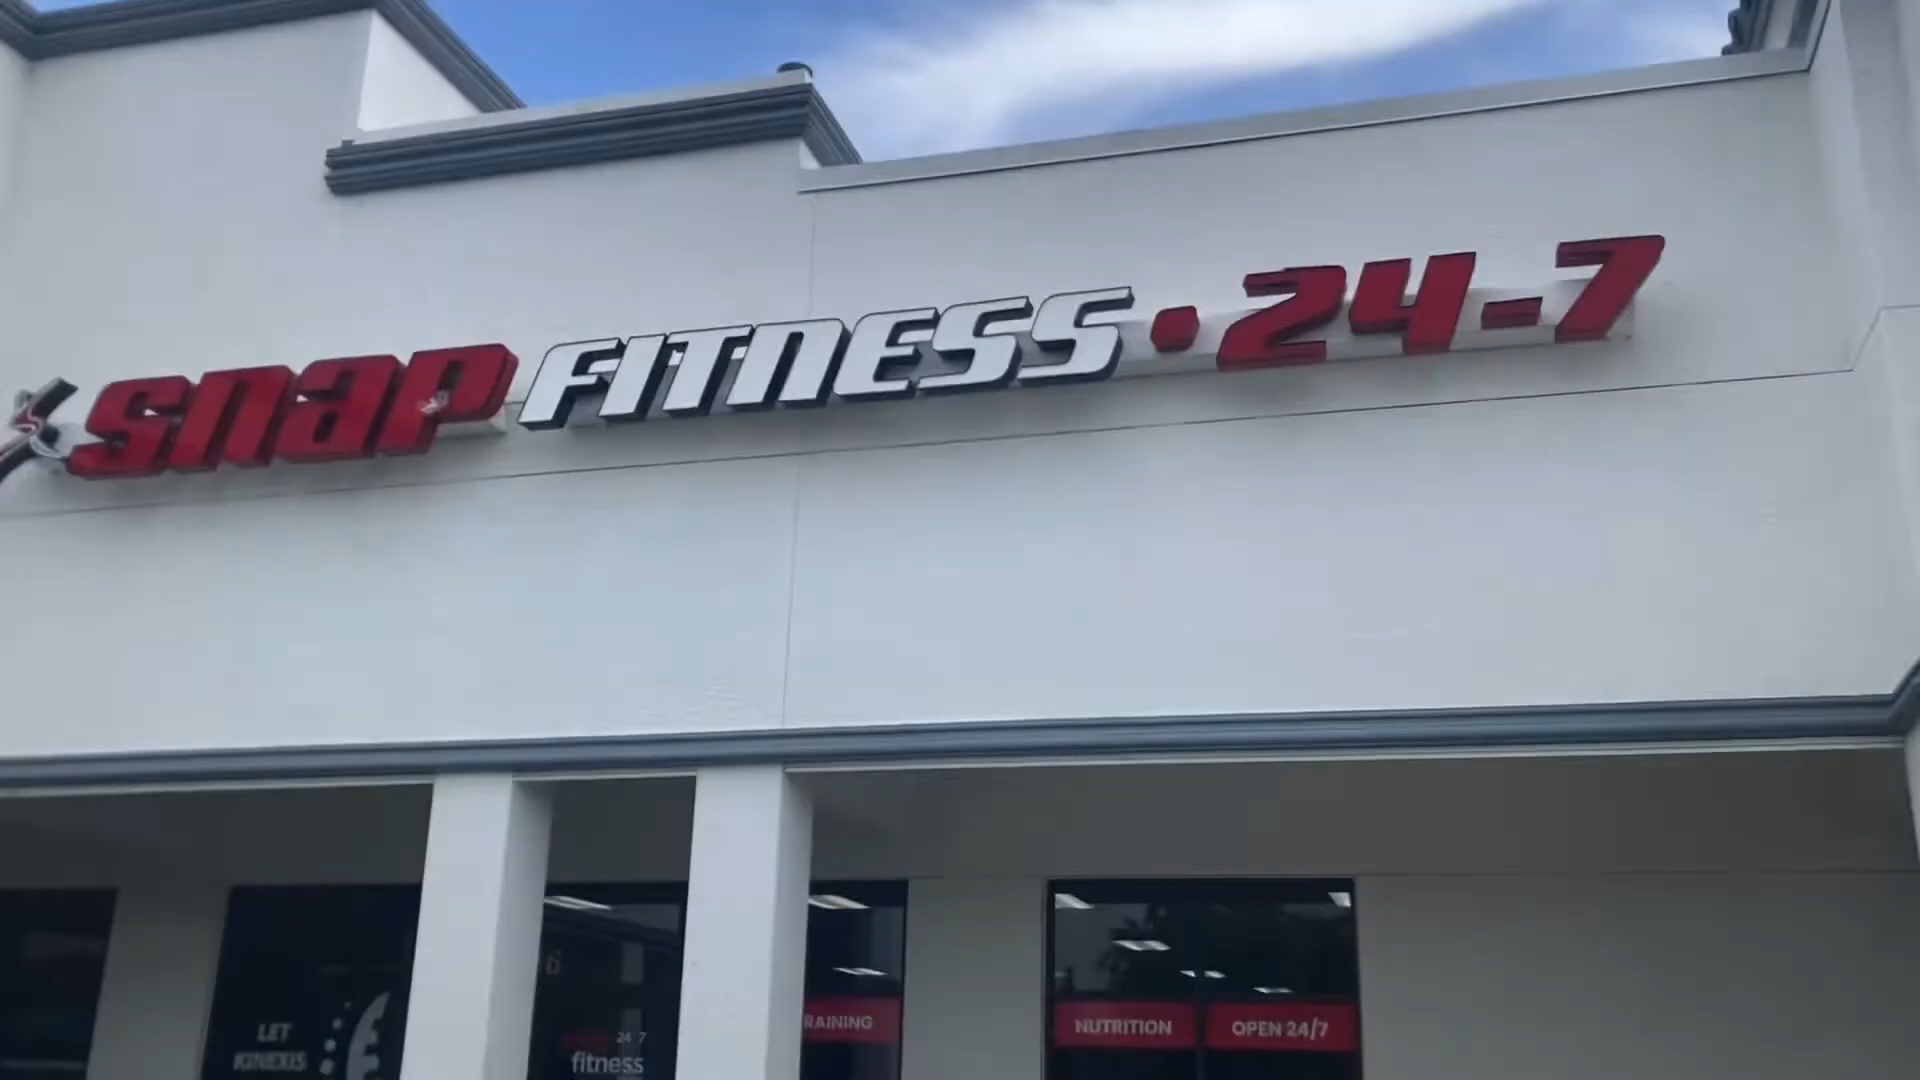 snap FITNESS • 24-7
LET
KINEXIS
24 7
fitness
RAINING
NUTRITION
OPEN 24/7